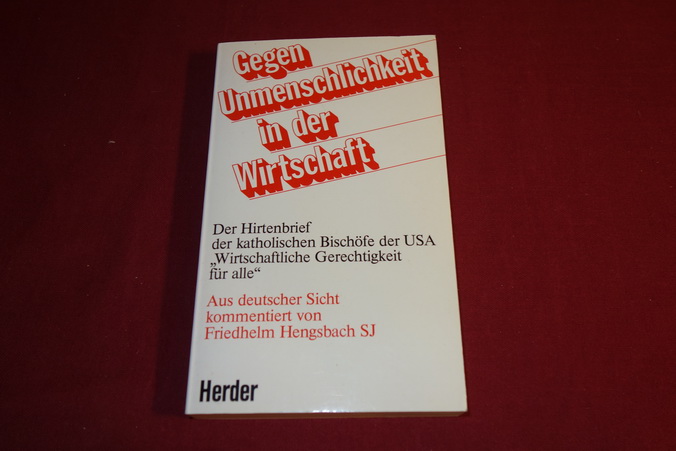 Gegen
Unmenschlichkeit
in der
Wirtschaft
Der Hirtenbrief
der katholischen Bischöfe der USA
„Wirtschaftliche Gerechtigkeit
für alle“
Aus deutscher Sicht
kommentiert von
Friedhelm Hengsbach SJ
Herder